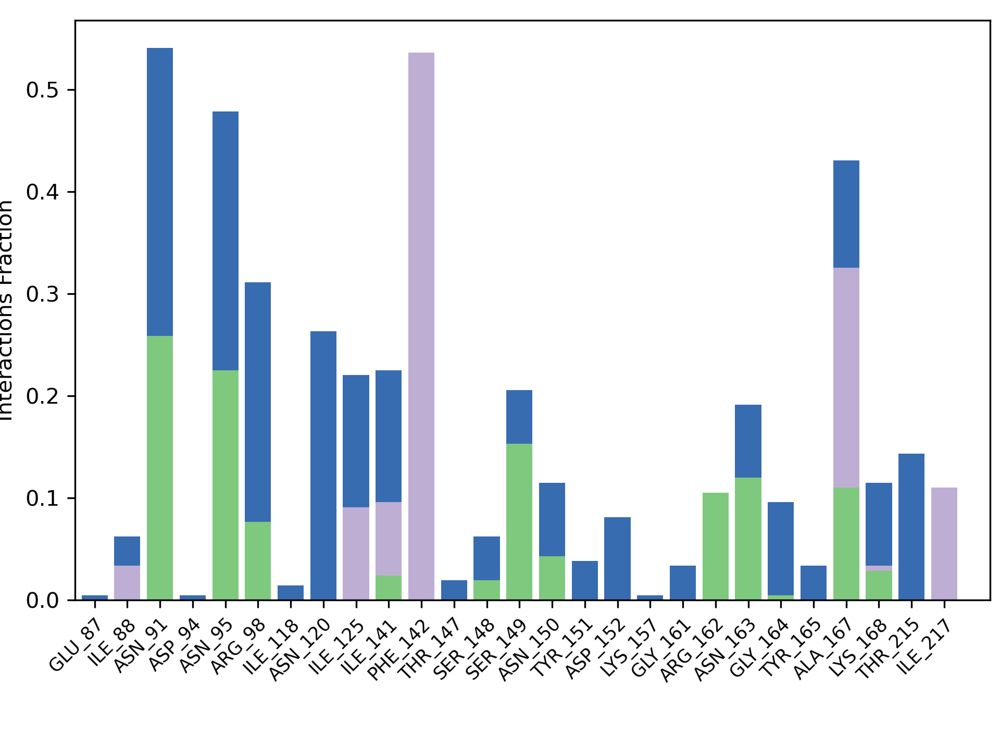 Interactions Fraction
0.5
0.4
0.3
0.2
0.1
0.0
GLU_87
ILE_88
ASN_91
ASP_94
ASN_95
ARG_98
ILE_118
ASN_120
ILE_125
ILE_141
PHE_142
THR_147
SER_148
SER_149
ASN_150
TYR_151
ASP_152
LYS_157
GLY_161
ARG_162
ASN_163
GLY_164
TYR_165
ALA_167
LYS_168
THR_215
ILE_217